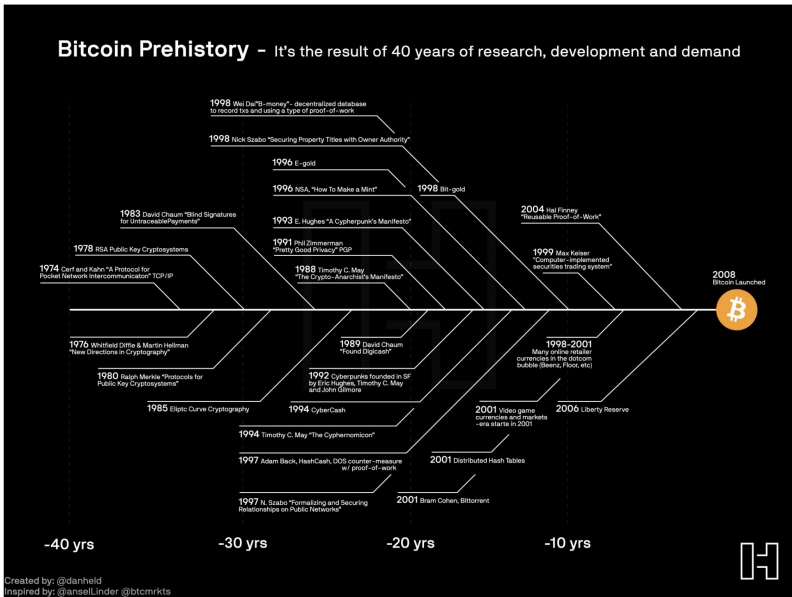 Bitcoin Prehistory - It's the result of 40 years of research, development and demand
1998 Wei Dai"B-money"- decentralized database
to record txs and using a type of proof-of-work
1998 Nick Szabo "Securing Property Titles with Owner Authority"
1996 E-gold
1996 NSA, "How To Make a Mint"
1998 Bit-gold
1983 David Chaum "Blind Signatures
for UntraceablePayments"
1993 E. Hughes "A Cypherpunk's Manifesto"
2004 Hal Finney
"Reusable Proof-of-Work"
1978 RSA Public Key Cryptosystems
1991 Phil Zimmerman
"Pretty Good Privacy" PGP
1999 Max Keiser
"Computer-implemented
securities trading system"
1974 Cerf and Kahn "A Protocol for
Pocket Network Intercommunicaton" TCP/IP
1988 Timothy C. May
"The Crypto-Anarchist's Manifesto"
2008
Bitcoin Launched
1976 Whitfield Diffie & Martin Hellman
"New Directions in Cryptography"
1989 David Chaum
"Found Digicash"
1998-2001
Many online retailer
currencies in the dotcom
bubble (Beenz, Floor, etc)
1980 Ralph Merkle "Protocols for
Public Key Cryptosystems"
1992 Cyberpunks founded in SF
by Eric Hughes, Timothy C. May
and John Gilmore
1985 Eliptc Curve Cryptography
1994 CyberCash
2001 Video game
currencies and markets
-era starte in 2001
2006 Liberty Reserve
1994 Timothy C. May "The Cyphernomicon"
1997 Adam Back, HashCash, DOS counter-measure
w/ proof-of-work
2001 Distributed Hash Tables
1997 N. Szabo "Formalizing and Securing
Relationships on Public Networks"
2001 Bram Cohen, Bittorrent
-40 yrs
-30 yrs
-20 yrs
-10 yrs
Created by: @danheld
Inspired by: @anselLinder @btcmrkts